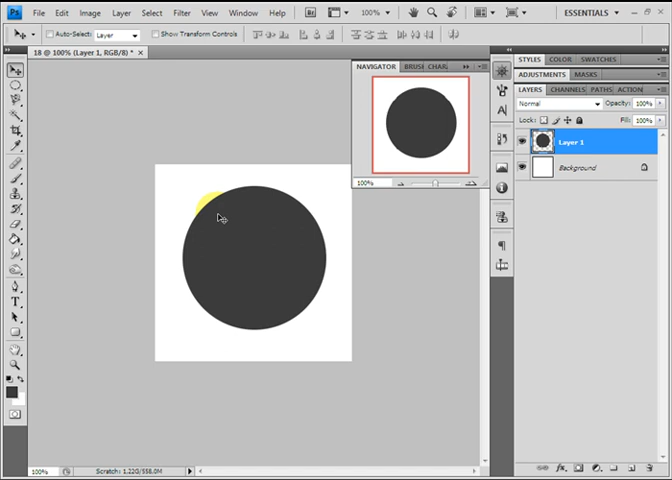 Ps File Edit Image Layer Select Filter View Window Help 100% ESSENTIALS
Auto-Select: Layer Show Transform Controls
18 @ 100% (Layer 1, RGB/8) *
NAVIGATOR BRUSI CHAR
100%
STYLES COLOR SWATCHES
ADJUSTMENTS MASKS
LAYERS CHANNELS PATHS ACTION
Normal Opacity: 100%
Lock: Fill: 100%
Layer 1
Background
100% Scratch: 1.22G/558.0M